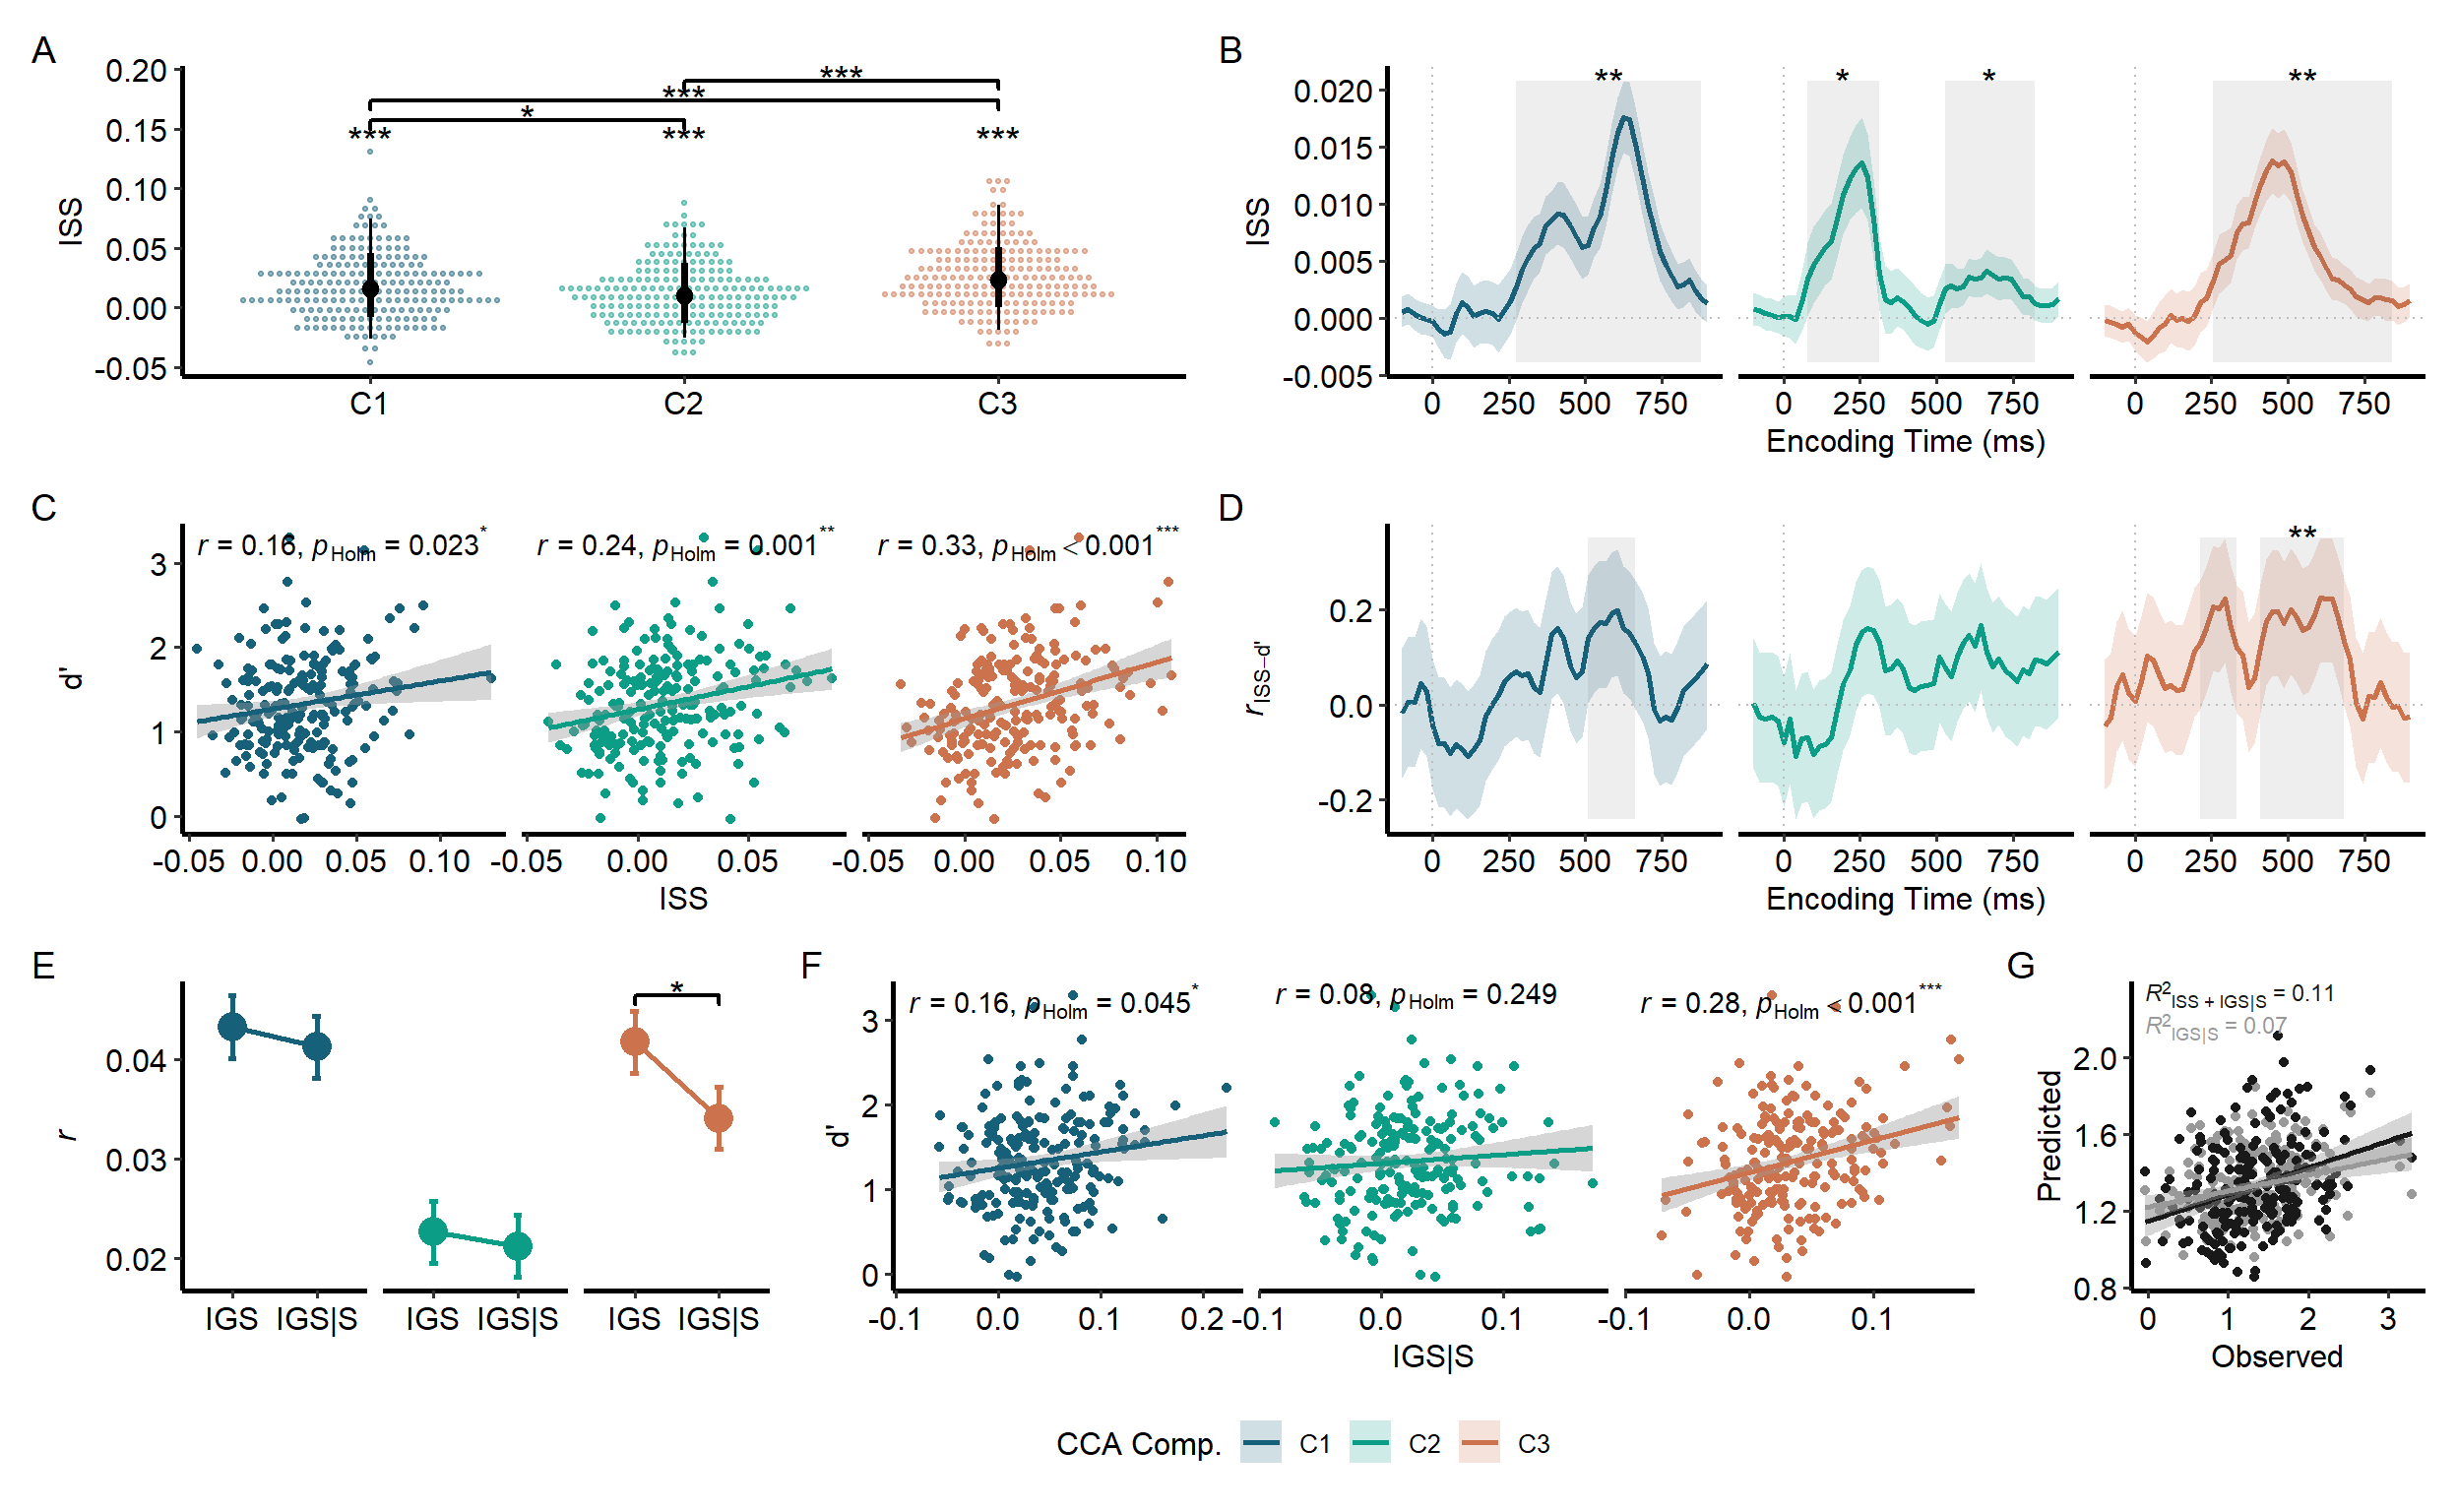 A
0.20
0.15
0.10
0.05
0.00
-0.05
ISS
***
***
*
***
***
***
C1
C2
C3
B
0.020
0.015
0.010
0.005
0.000
-0.005
ISS
**
*
*
**
0 250 500 750
0 250 500 750
0 250 500 750
Encoding Time (ms)
C
3
2
1
0
d'
r = 0.16, pHolm = 0.023*
r = 0.24, pHolm = 0.001**
r = 0.33, pHolm < 0.001***
-0.05 0.00 0.05 0.10
-0.05 0.00 0.05
-0.05 0.00 0.05 0.10
ISS
D
0.2
0.0
-0.2
rISS−d'
**
0 250 500 750
0 250 500 750
0 250 500 750
Encoding Time (ms)
E
0.04
0.03
0.02
r
*
IGS IGS|S
IGS IGS|S
IGS IGS|S
F
3
2
1
0
d'
r = 0.16, pHolm = 0.045*
r = 0.08, pHolm = 0.249
r = 0.28, pHolm < 0.001***
-0.1 0.0 0.1 0.2
-0.1 0.0 0.1
-0.1 0.0 0.1
IGS|S
G
R²ISS + IGS|S = 0.11
R²IGS|S = 0.07
2.0
1.6
1.2
0.8
Predicted
0 1 2 3
Observed
CCA Comp. C1 C2 C3